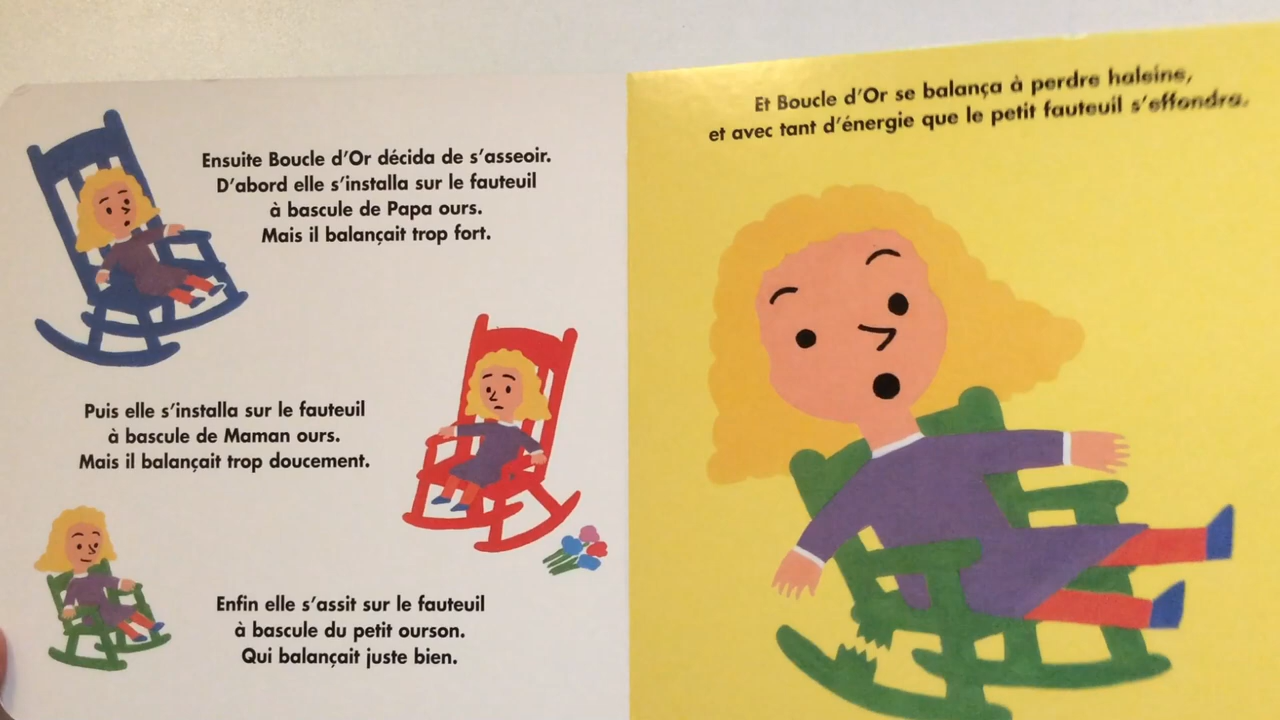 Ensuite Boucle d'Or décida de s'asseoir.
D'abord elle s'installa sur le fauteuil
à bascule de Papa ours.
Mais il balançait trop fort.
Puis elle s'installa sur le fauteuil
à bascule de Maman ours.
Mais il balançait trop doucement.
Enfin elle s'assit sur le fauteuil
à bascule du petit ourson.
Qui balançait juste bien.
Et Boucle d'Or se balança à perdre haleine,
et avec tant d'énergie que le petit fauteuil s'effondra.